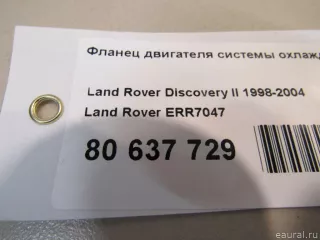 Фланец двигателя системы охлажд
Land Rover Discovery II 1998-2004
Land Rover ERR7047
80 637 729
eaural.ru